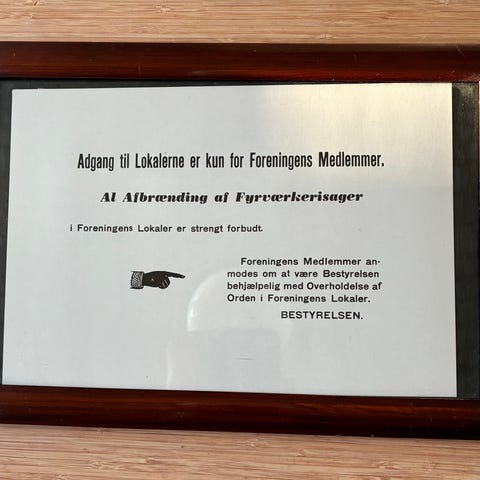 Adgang til Lokalerne er kun for Foreningens Medlemmer.
Al Afbrænding af Fyrværkerisager
i Foreningens Lokaler er strengt forbudt.
Foreningens Medlemmer an-
modes om at være Bestyrelsen
behjælpelig med Overholdelse af
Orden i Foreningens Lokaler.
BESTYRELSEN.